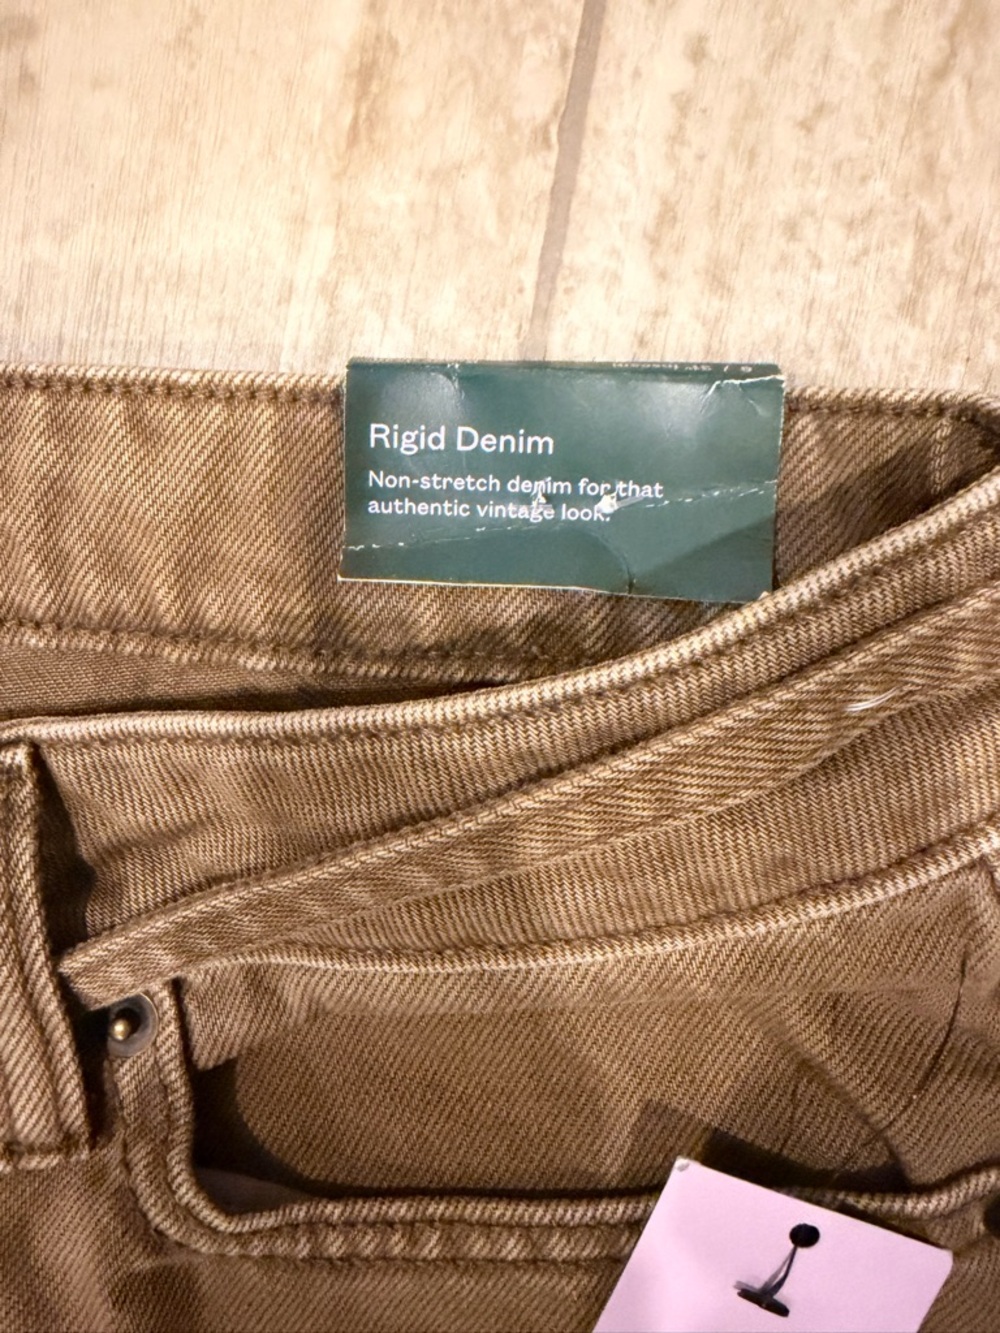 Rigid Denim
Non-stretch denim for that
authentic vintage look.